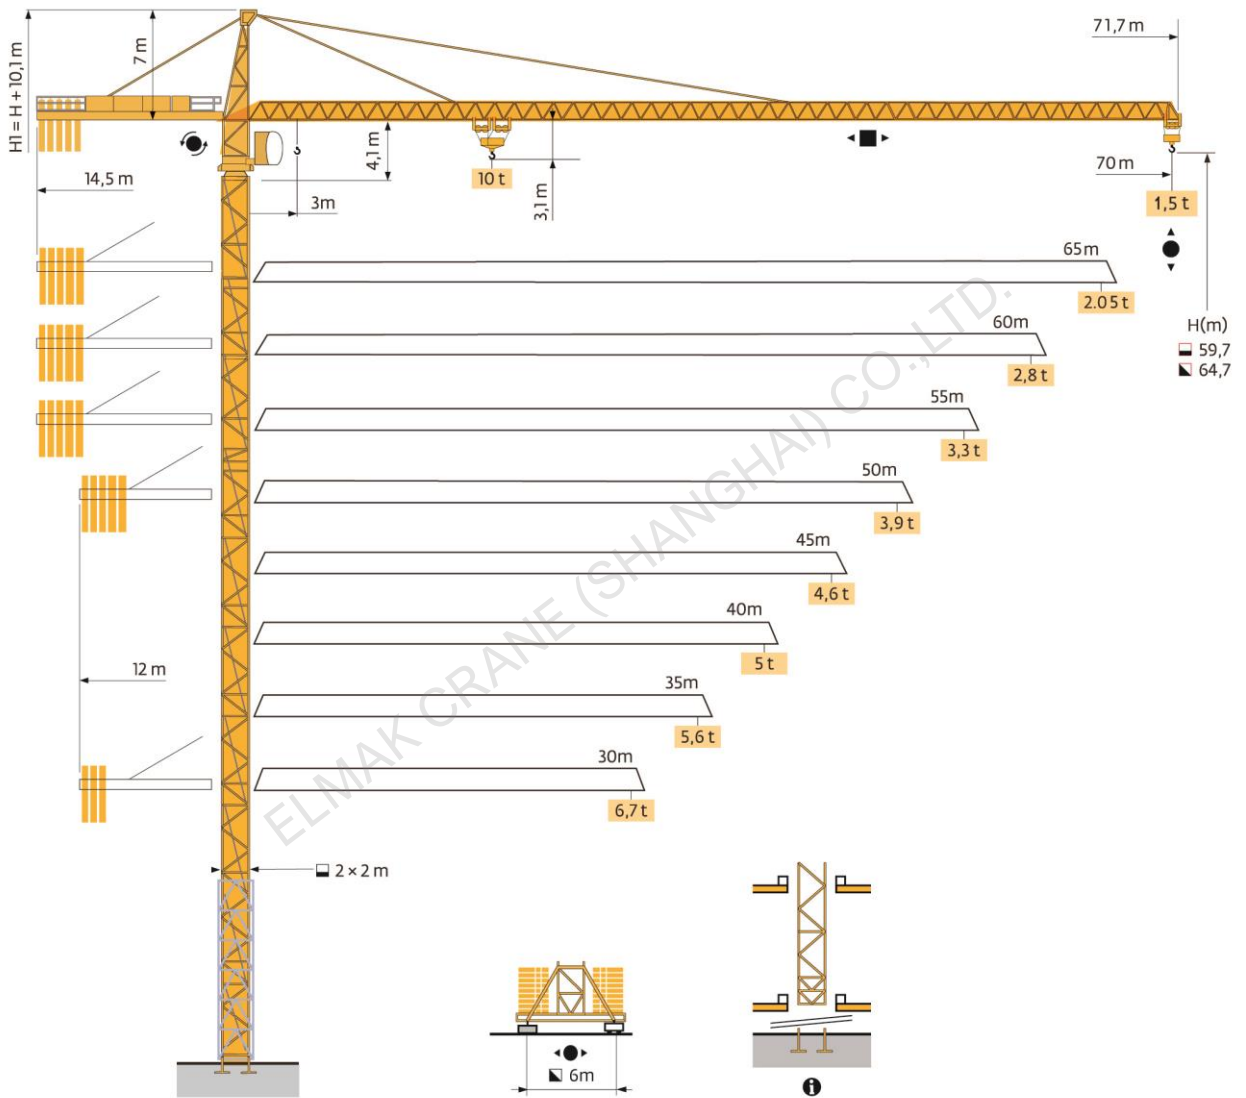 H1 = H + 10,1 m
7 m
71,7 m
4,1 m
10 t
3,1 m
14,5 m
3m
70 m
1,5 t
65m
2.05 t
H(m)
59,7
64,7
60m
2,8 t
55m
3,3 t
50m
3,9 t
45m
4,6 t
40m
5 t
12 m
35m
5,6 t
30m
6,7 t
2 × 2 m
6m
i
ELMAK CRANE (SHANGHAI) CO.,LTD.